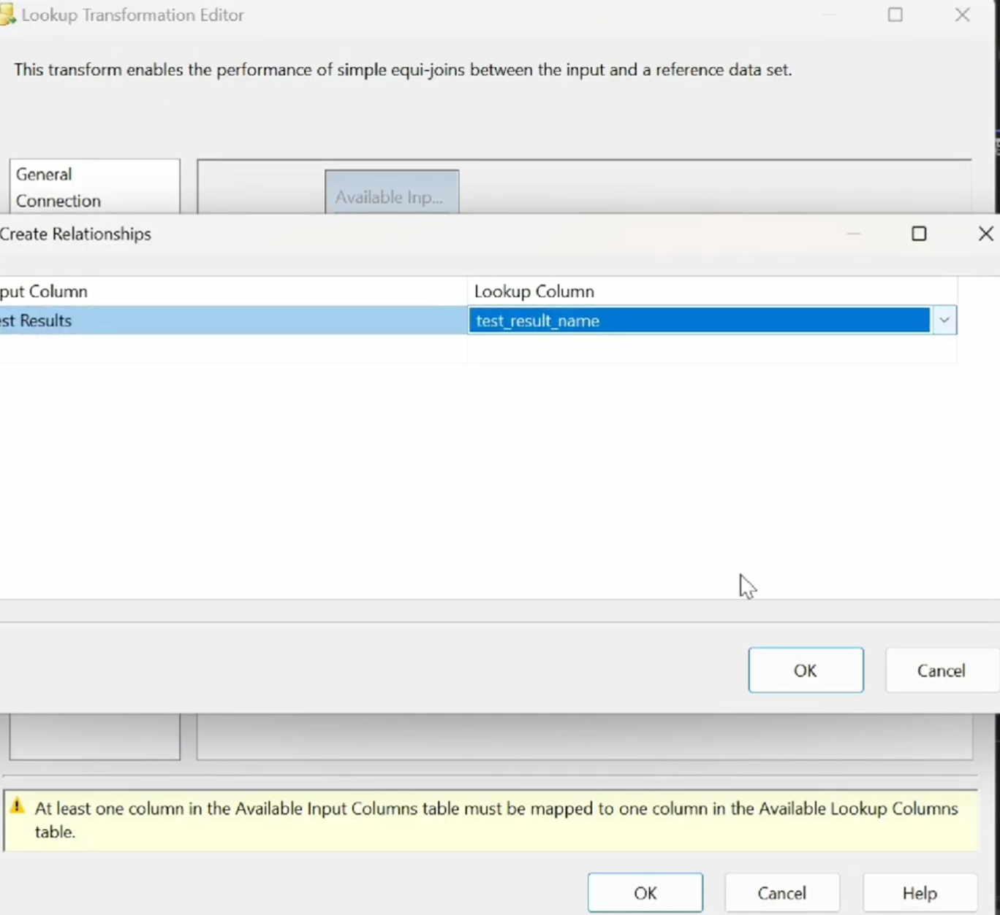 Lookup Transformation Editor
This transform enables the performance of simple equi-joins between the input and a reference data set.
General
Connection
Available Inp...
Create Relationships
put Column
Lookup Column
est Results
test_result_name
OK
Cancel
At least one column in the Available Input Columns table must be mapped to one column in the Available Lookup Columns
table.
OK
Cancel
Help